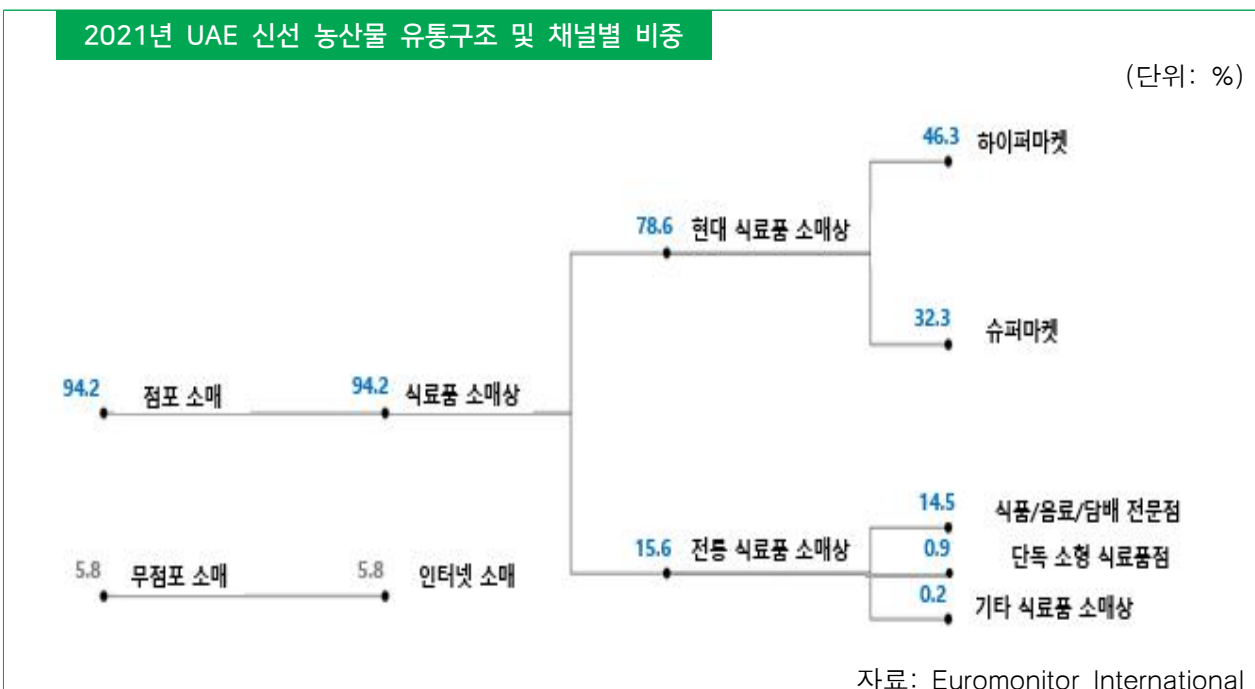 2021년 UAE 신선 농산물 유통구조 및 채널별 비중
(단위: %)
46.3 하이퍼마켓
78.6 현대 식료품 소매상
32.3 슈퍼마켓
94.2 점포 소매 94.2 식료품 소매상
14.5 식품/음료/담배 전문점
15.6 전통 식료품 소매상 0.9 단독 소형 식료품점
5.8 무점포 소매 5.8 인터넷 소매
0.2 기타 식료품 소매상
자료: Euromonitor International